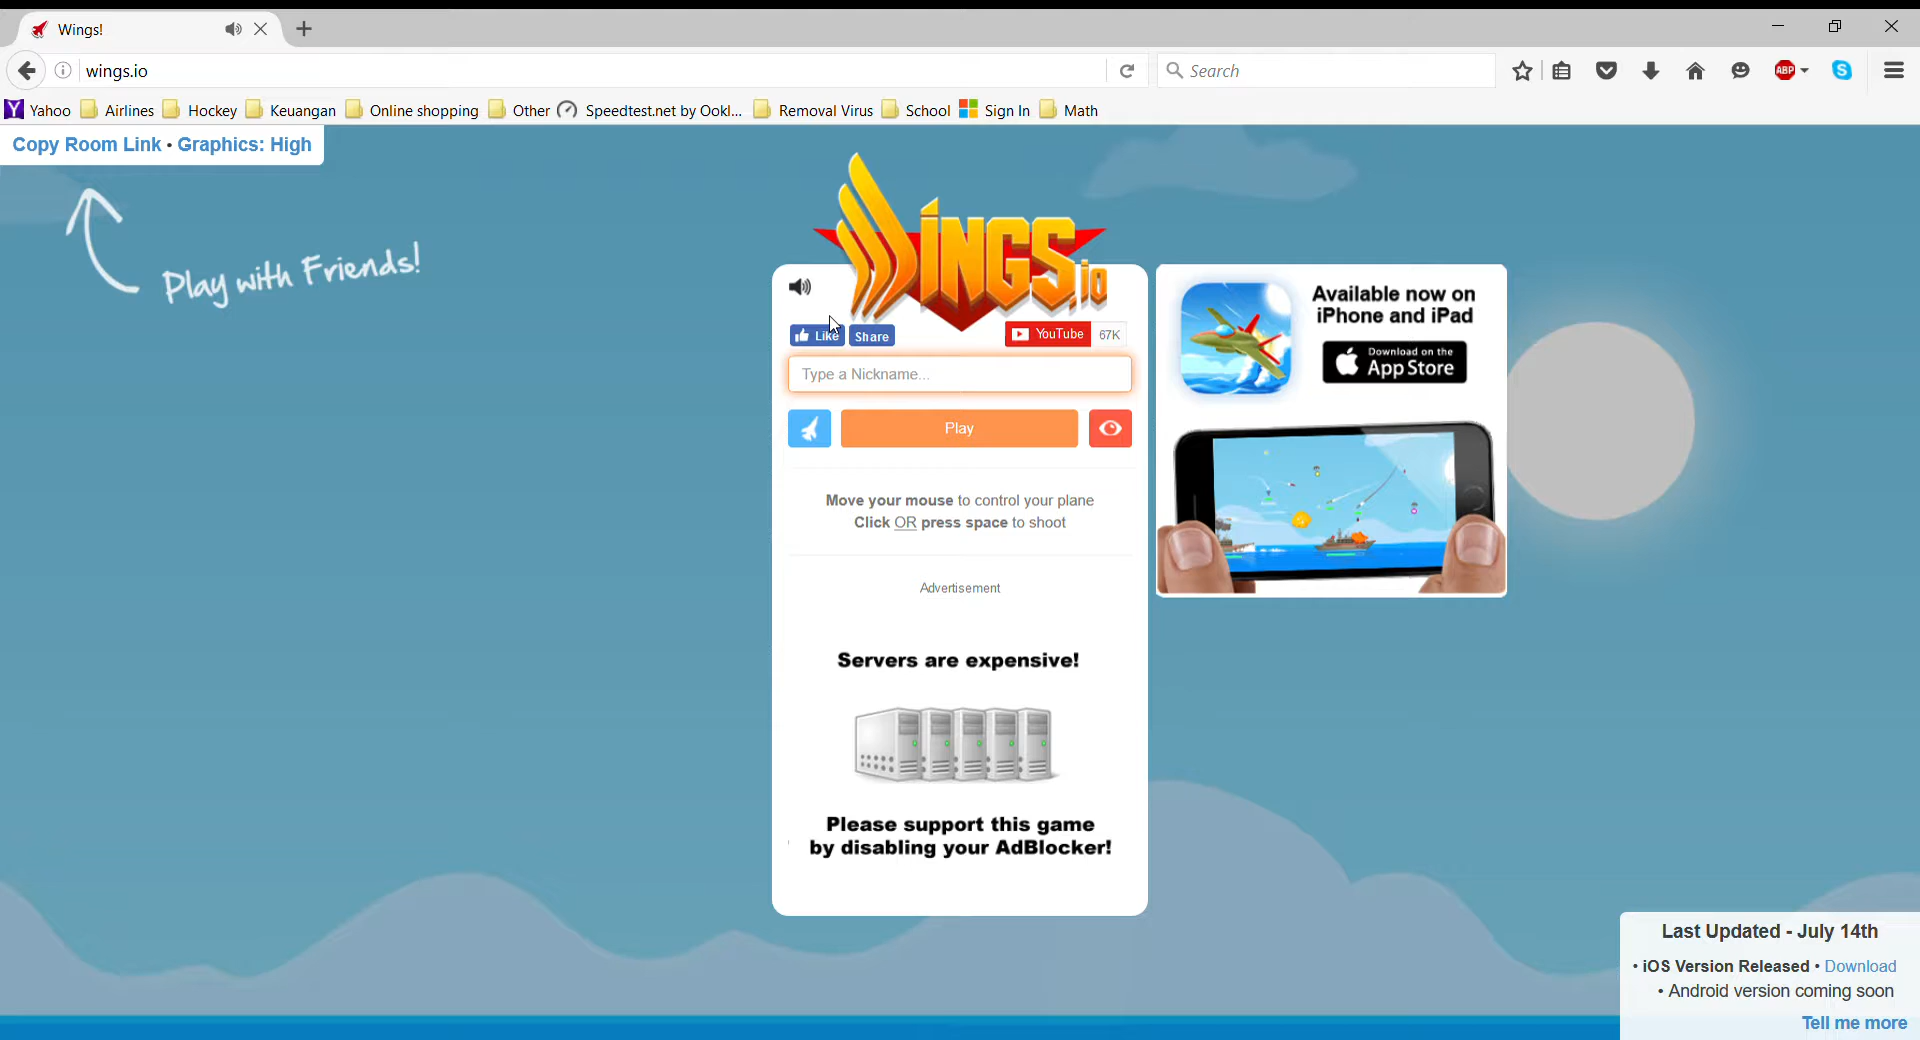 Wings!
wings.io
Search
Yahoo Airlines Hockey Keuangan Online shopping Other Speedtest.net by Ookl... Removal Virus School Sign In Math
ABP
Copy Room Link • Graphics: High
Play with Friends!
WINGS.io
Like Share YouTube 67K
Type a Nickname...
Play
Move your mouse to control your plane
Click OR press space to shoot
Advertisement
Servers are expensive!
Please support this game
by disabling your AdBlocker!
Available now on
iPhone and iPad
Download on the
App Store
Last Updated - July 14th
• iOS Version Released • Download
• Android version coming soon
Tell me more